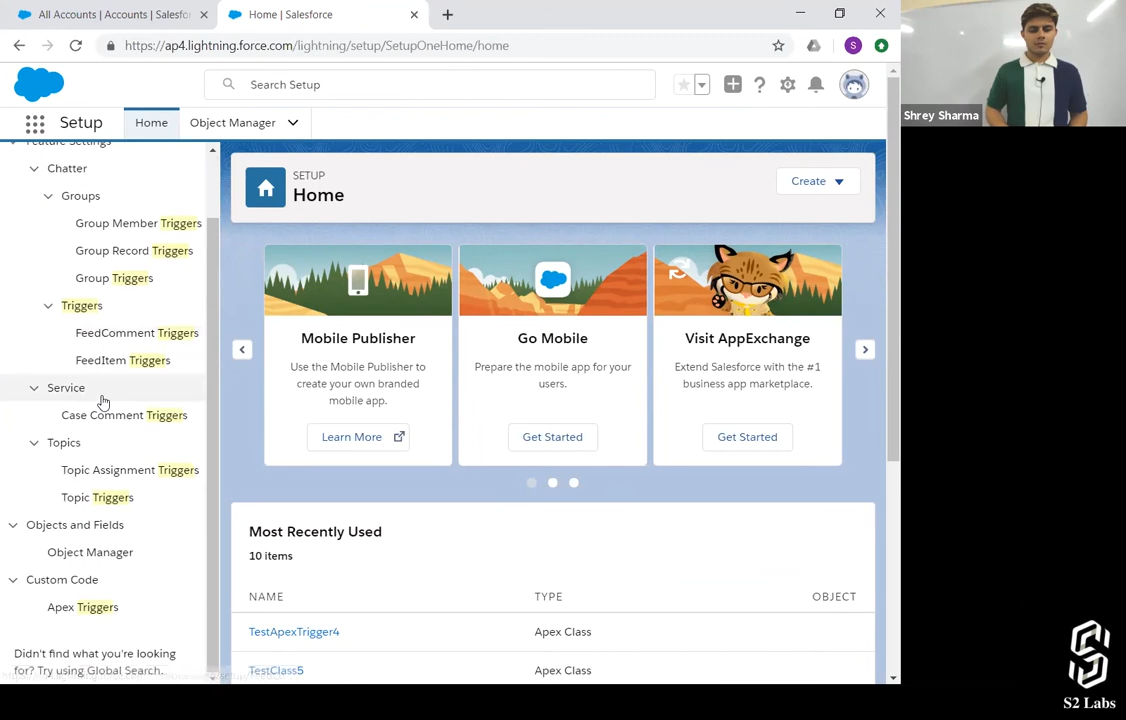 All Accounts | Accounts | Salesfor
Home | Salesforce
https://ap4.lightning.force.com/lightning/setup/SetupOneHome/home
S
Shrey Sharma
Search Setup
Setup
Home
Object Manager
Feature Settings
Chatter
Groups
Group Member Triggers
Group Record Triggers
Group Triggers
Triggers
FeedComment Triggers
FeedItem Triggers
Service
Case Comment Triggers
Topics
Topic Assignment Triggers
Topic Triggers
Objects and Fields
Object Manager
Custom Code
Apex Triggers
Didn't find what you're looking
for? Try using Global Search.
SETUP
Home
Create
Mobile Publisher
Use the Mobile Publisher to
create your own branded
mobile app.
Learn More
Go Mobile
Prepare the mobile app for your
users.
Get Started
Visit AppExchange
Extend Salesforce with the #1
business app marketplace.
Get Started
Most Recently Used
10 items
NAME
TYPE
OBJECT
TestApexTrigger4
Apex Class
TestClass5
Apex Class
S2 Labs